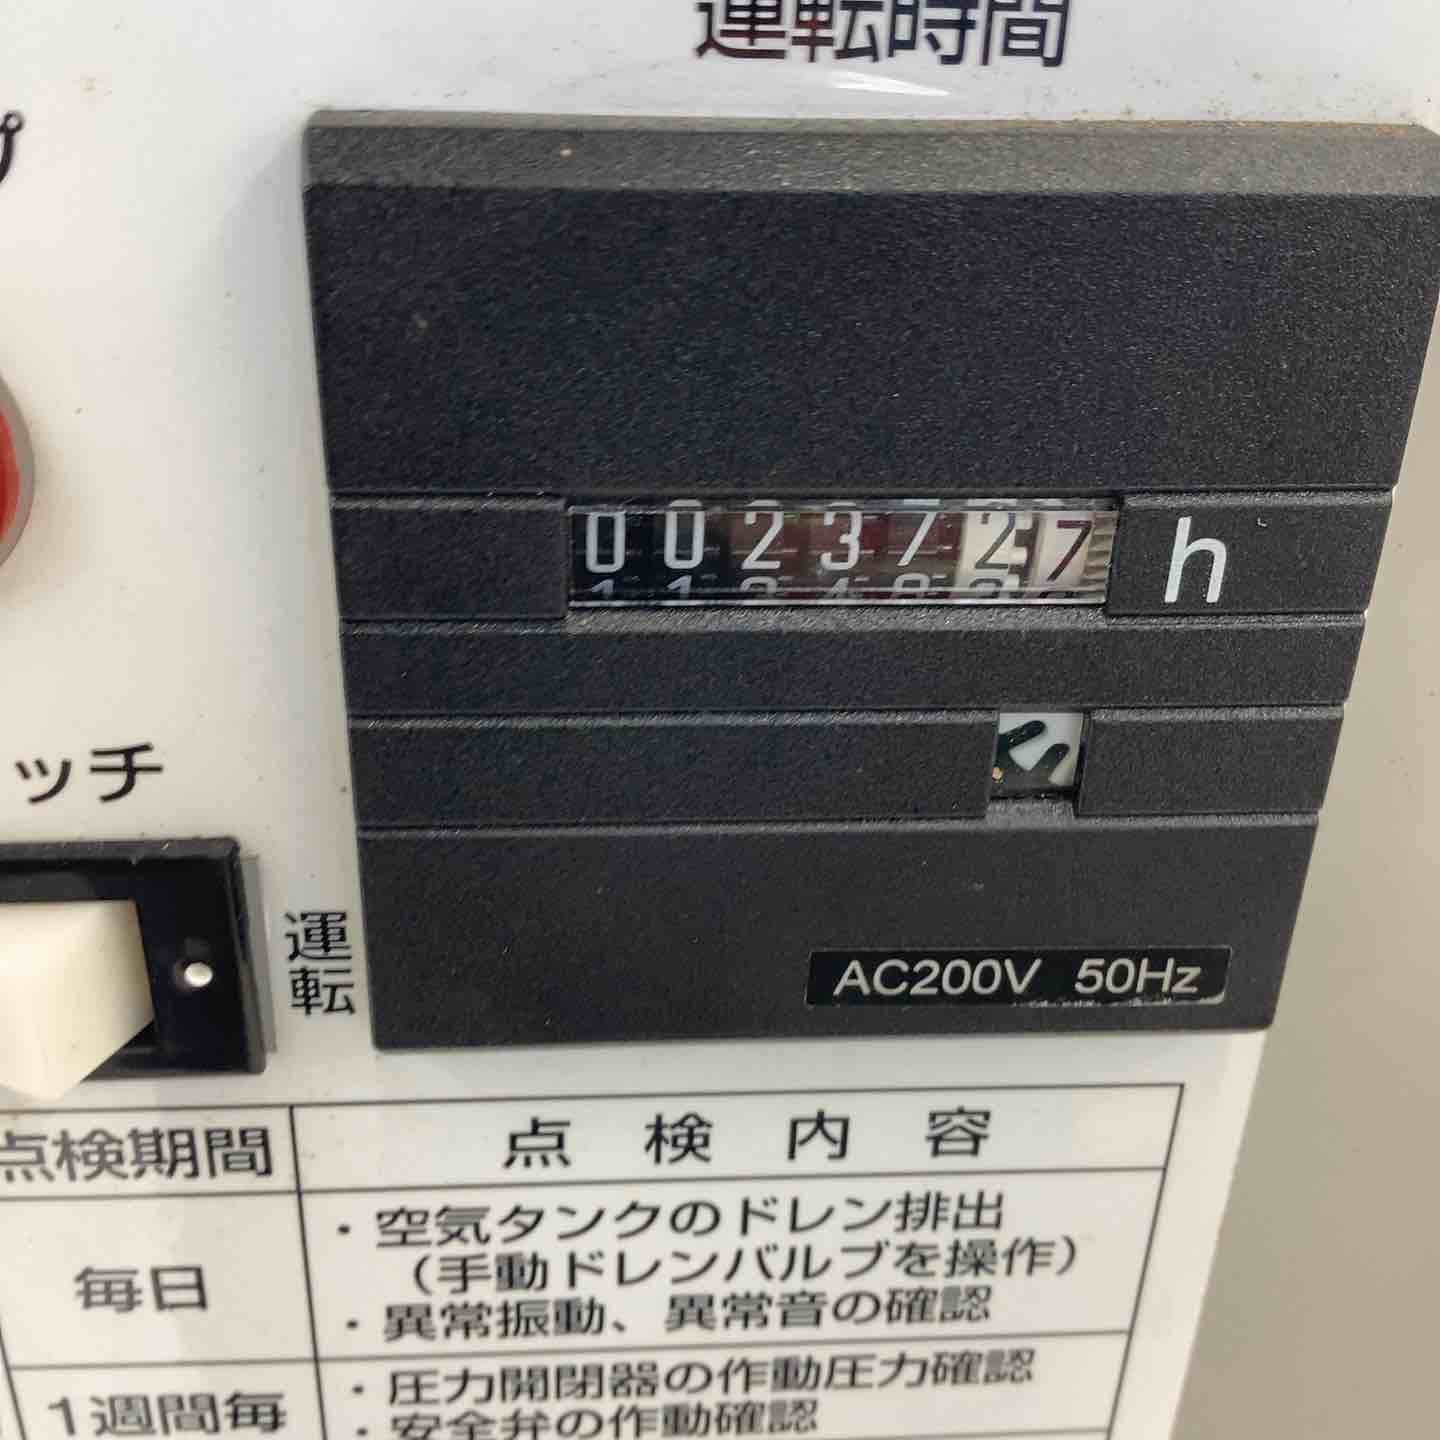 運転時間
プ
0023727 h
ッチ
運転
AC200V 50Hz
点検期間 点検内容
毎日
・空気タンクのドレン排出
（手動ドレンバルブを操作）
・異常振動、異常音の確認
1週間毎
・圧力開閉器の作動圧力確認
・安全弁の作動確認